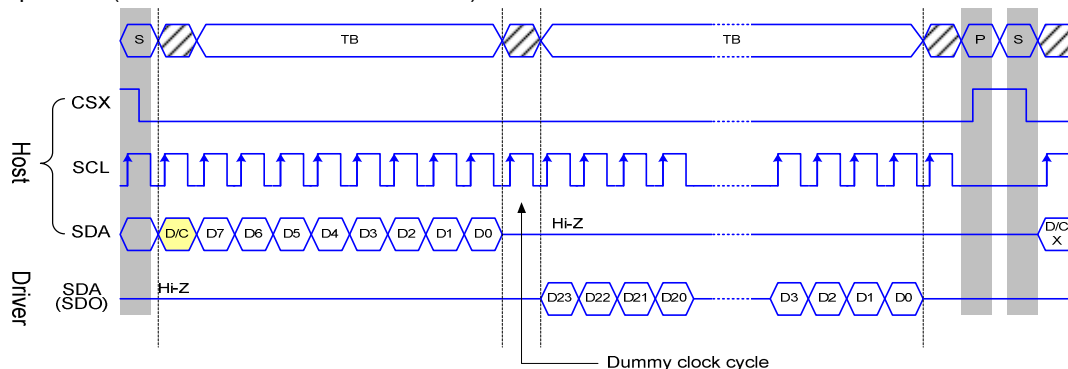 S TB TB P S
CSX
SCL
Host
SDA D/C D7 D6 D5 D4 D3 D2 D1 D0 Hi-Z D/C X
Driver
SDA (SDO) Hi-Z D23 D22 D21 D20 D3 D2 D1 D0
Dummy clock cycle